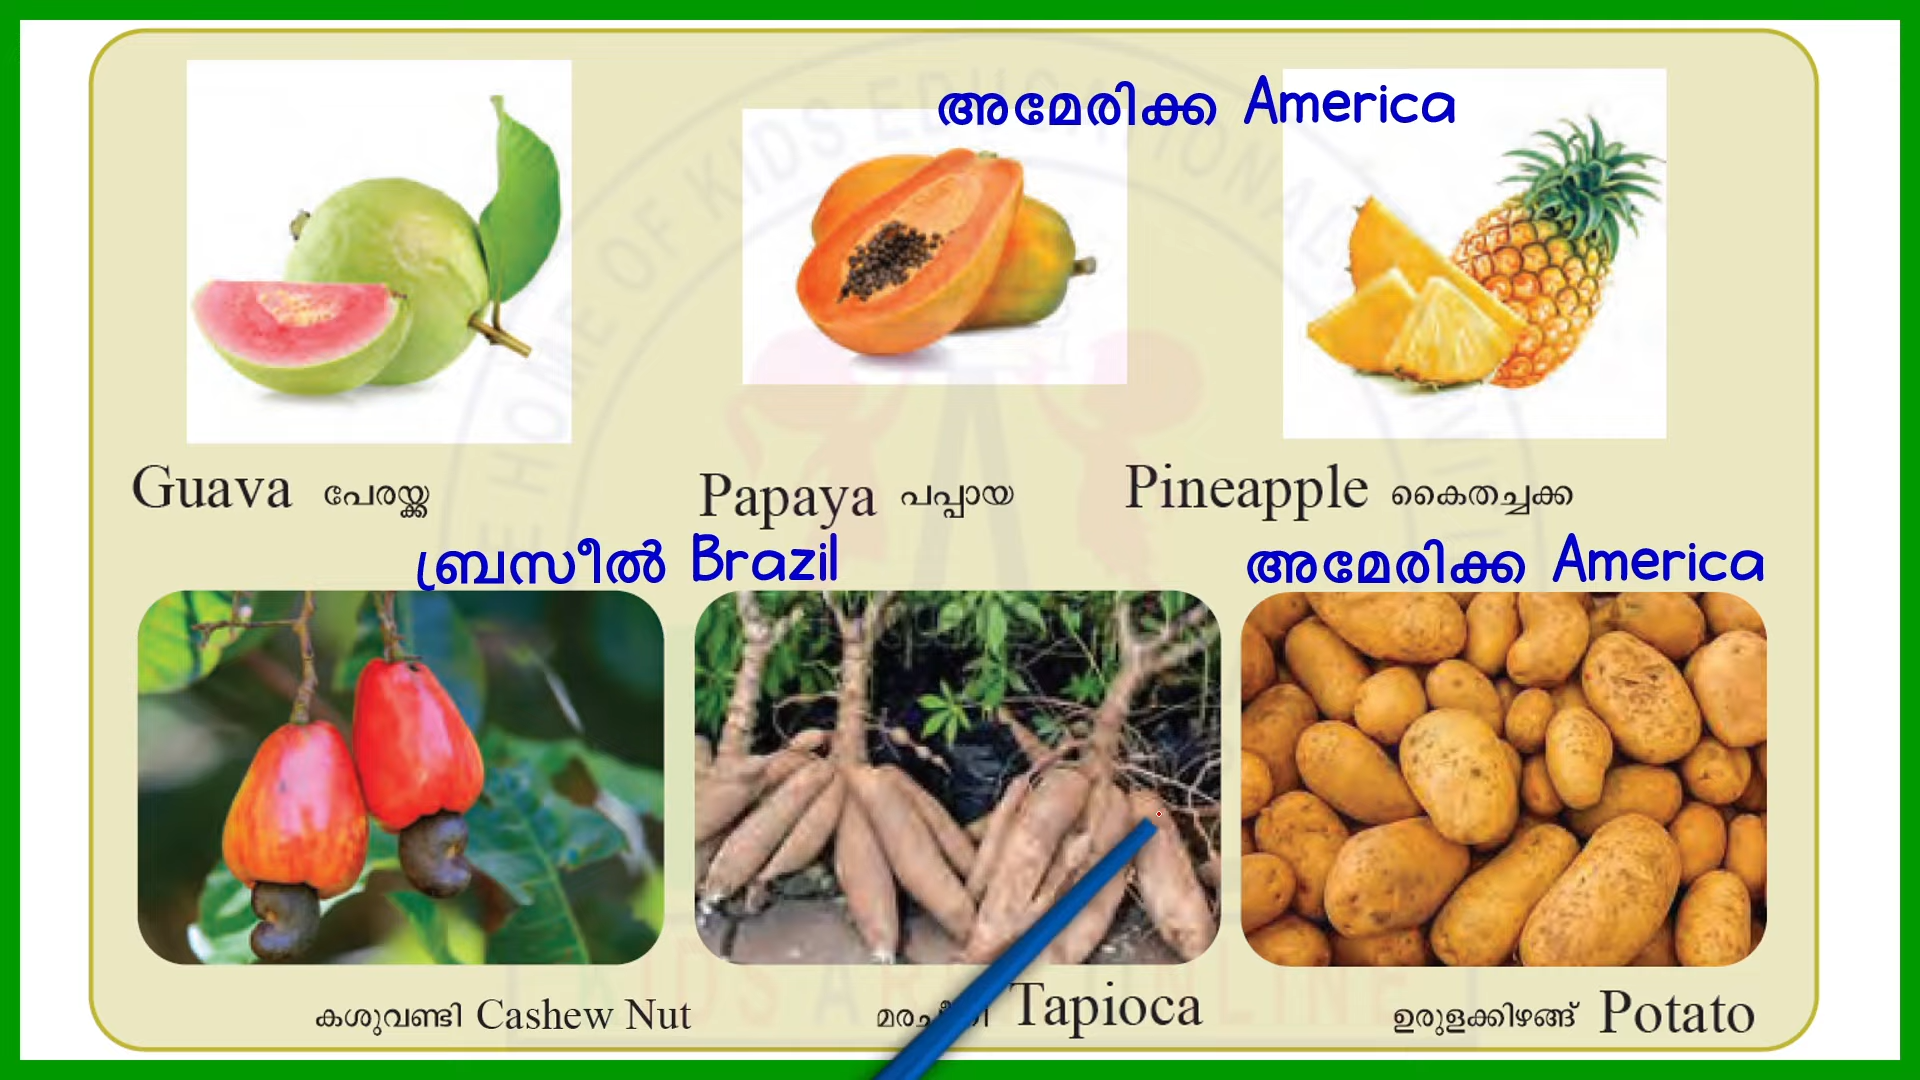 അമേരിക്ക America
Guava പേരയ്ക്ക
Papaya പപ്പായ
Pineapple കൈതച്ചക്ക
ബ്രസീൽ Brazil
അമേരിക്ക America
കശുവണ്ടി Cashew Nut
Tapioca
ഉരുളക്കിഴങ്ങ് Potato